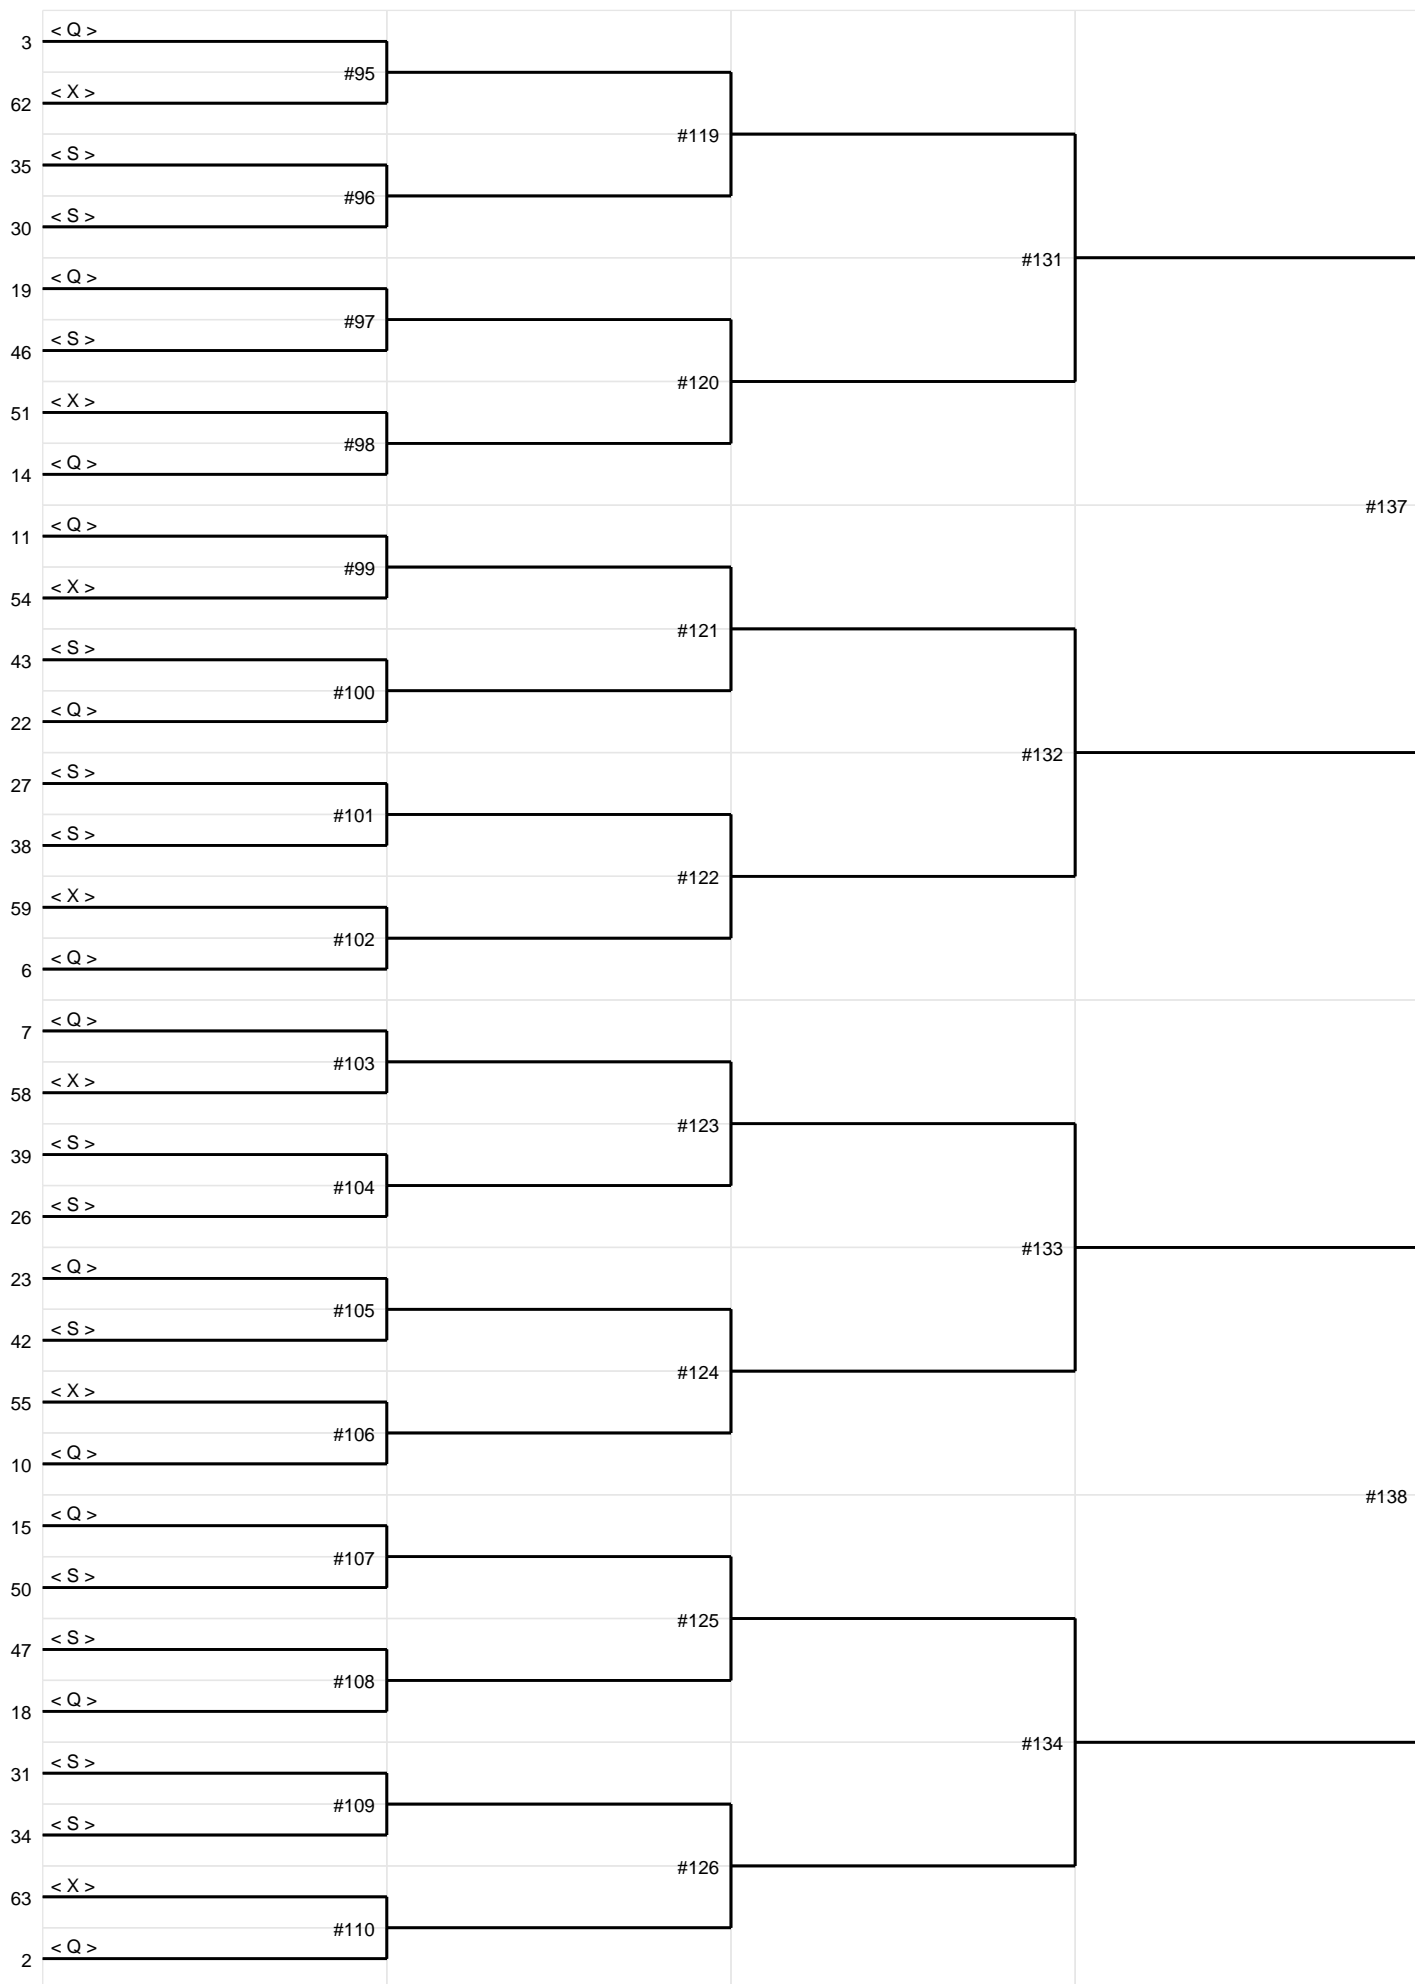 < Q >
3
#95
< X >
62
#119
< S >
35
#96
< S >
30
#131
< Q >
19
#97
< S >
46
#120
< X >
51
#98
< Q >
14
#137
< Q >
11
#99
< X >
54
#121
< S >
43
#100
< Q >
22
#132
< S >
27
#101
< S >
38
#122
< X >
59
#102
< Q >
6
< Q >
7
#103
< X >
58
#123
< S >
39
#104
< S >
26
#133
< Q >
23
#105
< S >
42
#124
< X >
55
#106
< Q >
10
#138
< Q >
15
#107
< S >
50
#125
< S >
47
#108
< Q >
18
#134
< S >
31
#109
< S >
34
#126
< X >
63
#110
< Q >
2